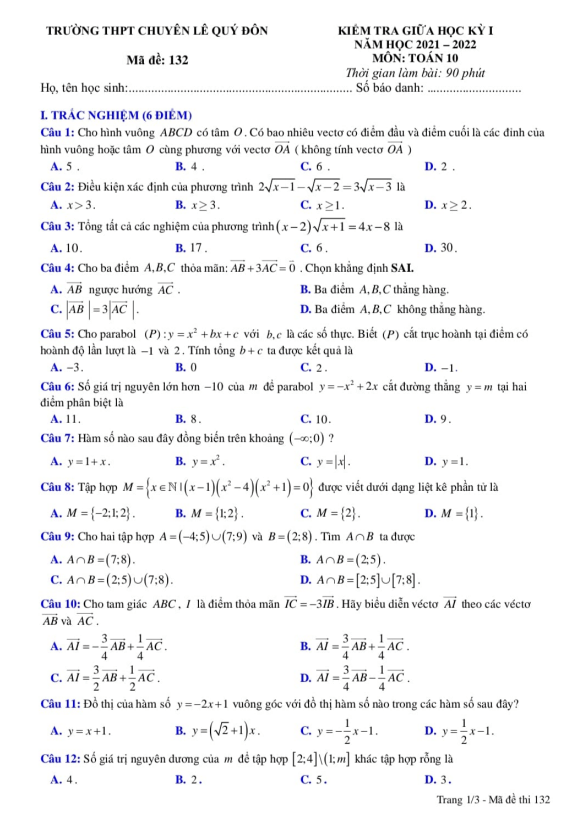 TRƯỜNG THPT CHUYÊN LÊ QUÝ ĐÔN
KIỂM TRA GIỮA HỌC KỲ I
NĂM HỌC 2021 – 2022
Mã đề: 132
MÔN: TOÁN 10
Thời gian làm bài: 90 phút
Họ, tên học sinh:................................................................ Số báo danh: ...........................
I. TRẮC NGHIỆM (6 ĐIỂM)
Câu 1: Cho hình vuông ABCD có tâm O. Có bao nhiêu vectơ có điểm đầu và điểm cuối là các đỉnh của
hình vuông hoặc tâm O cùng phương với vectơ $\overrightarrow{OA}$ ( không tính vectơ $\overrightarrow{OA}$ )
A. 5 . B. 4 . C. 6 . D. 2 .
Câu 2: Điều kiện xác định của phương trình $2\sqrt{x-1}-\sqrt{x-2}=3\sqrt{x-3}$ là
A. $x>3$. B. $x\geq 3$. C. $x\geq 1$. D. $x\geq 2$.
Câu 3: Tổng tất cả các nghiệm của phương trình $(x-2)\sqrt{x+1}=4x-8$ là
A. 10. B. 17 . C. 6 . D. 30 .
Câu 4: Cho ba điểm A,B,C thỏa mãn: $\overrightarrow{AB}+3\overrightarrow{AC}=\vec{0}$ . Chọn khẳng định SAI.
A. $\overrightarrow{AB}$ ngược hướng $\overrightarrow{AC}$ . B. Ba điểm A,B,C thẳng hàng.
C. $|\overrightarrow{AB}|=3|\overrightarrow{AC}|$. D. Ba điểm A,B,C không thẳng hàng.
Câu 5: Cho parabol $(P): y=x^2+bx+c$ với b,c là các số thực. Biết (P) cắt trục hoành tại điểm có
hoành độ lần lượt là −1 và 2 . Tính tổng $b+c$ ta được kết quả là
A. −3. B. 0 C. 2 . D. −1.
Câu 6: Số giá trị nguyên lớn hơn −10 của m để parabol $y=-x^2+2x$ cắt đường thẳng $y=m$ tại hai
điểm phân biệt là
A. 11. B. 8 . C. 10. D. 9 .
Câu 7: Hàm số nào sau đây đồng biến trên khoảng $(-\infty;0)$ ?
A. $y=1+x$. B. $y=x^2$. C. $y=|x|$. D. $y=1$.
Câu 8: Tập hợp $M=\{x\in\mathbb{N}|(x-1)(x^2-4)(x^2+1)=0\}$ được viết dưới dạng liệt kê phần tử là
A. $M=\{-2;1;2\}$. B. $M=\{1;2\}$. C. $M=\{2\}$. D. $M=\{1\}$.
Câu 9: Cho hai tập hợp $A=(-4;5)\cup(7;9)$ và $B=(2;8)$. Tìm $A\cap B$ ta được
A. $A\cap B=(7;8)$. B. $A\cap B=(2;5)$.
C. $A\cap B=(2;5)\cup(7;8)$. D. $A\cap B=[2;5]\cup[7;8]$.
Câu 10: Cho tam giác ABC , I là điểm thỏa mãn $\overrightarrow{IC}=-3\overrightarrow{IB}$. Hãy biểu diễn véctơ $\overrightarrow{AI}$ theo các véctơ
$\overrightarrow{AB}$ và $\overrightarrow{AC}$ .
A. $\overrightarrow{AI}=-\frac{3}{4}\overrightarrow{AB}+\frac{1}{4}\overrightarrow{AC}$. B. $\overrightarrow{AI}=\frac{3}{4}\overrightarrow{AB}+\frac{1}{4}\overrightarrow{AC}$ .
C. $\overrightarrow{AI}=\frac{3}{2}\overrightarrow{AB}+\frac{1}{2}\overrightarrow{AC}$. D. $\overrightarrow{AI}=\frac{3}{4}\overrightarrow{AB}-\frac{1}{4}\overrightarrow{AC}$ .
Câu 11: Đồ thị của hàm số $y=-2x+1$ vuông góc với đồ thị hàm số nào trong các hàm số sau đây?
A. $y=x+1$. B. $y=(\sqrt{2}+1)x$. C. $y=-\frac{1}{2}x-1$. D. $y=\frac{1}{2}x-1$.
Câu 12: Số giá trị nguyên dương của m để tập hợp $[2;4]\backslash(1;m]$ khác tập hợp rỗng là
A. 4. B. 2 . C. 5 . D. 3 .
Trang 1/3 - Mã đề thi 132